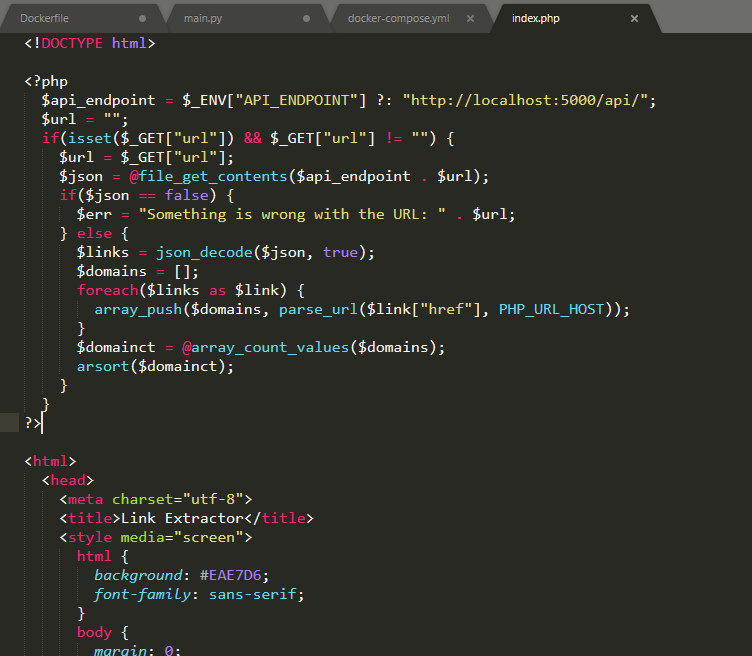 Dockerfile main.py docker-compose.yml index.php
<!DOCTYPE html>
<?php
  $api_endpoint = $_ENV["API_ENDPOINT"] ?: "http://localhost:5000/api/";
  $url = "";
  if(isset($_GET["url"]) && $_GET["url"] != "") {
    $url = $_GET["url"];
    $json = @file_get_contents($api_endpoint . $url);
    if($json == false) {
      $err = "Something is wrong with the URL: " . $url;
    } else {
      $links = json_decode($json, true);
      $domains = [];
      foreach($links as $link) {
        array_push($domains, parse_url($link["href"], PHP_URL_HOST));
      }
      $domainct = @array_count_values($domains);
      arsort($domainct);
    }
  }
?>
<html>
  <head>
    <meta charset="utf-8">
    <title>Link Extractor</title>
    <style media="screen">
      html {
        background: #EAE7D6;
        font-family: sans-serif;
      }
      body {
        margin: 0;